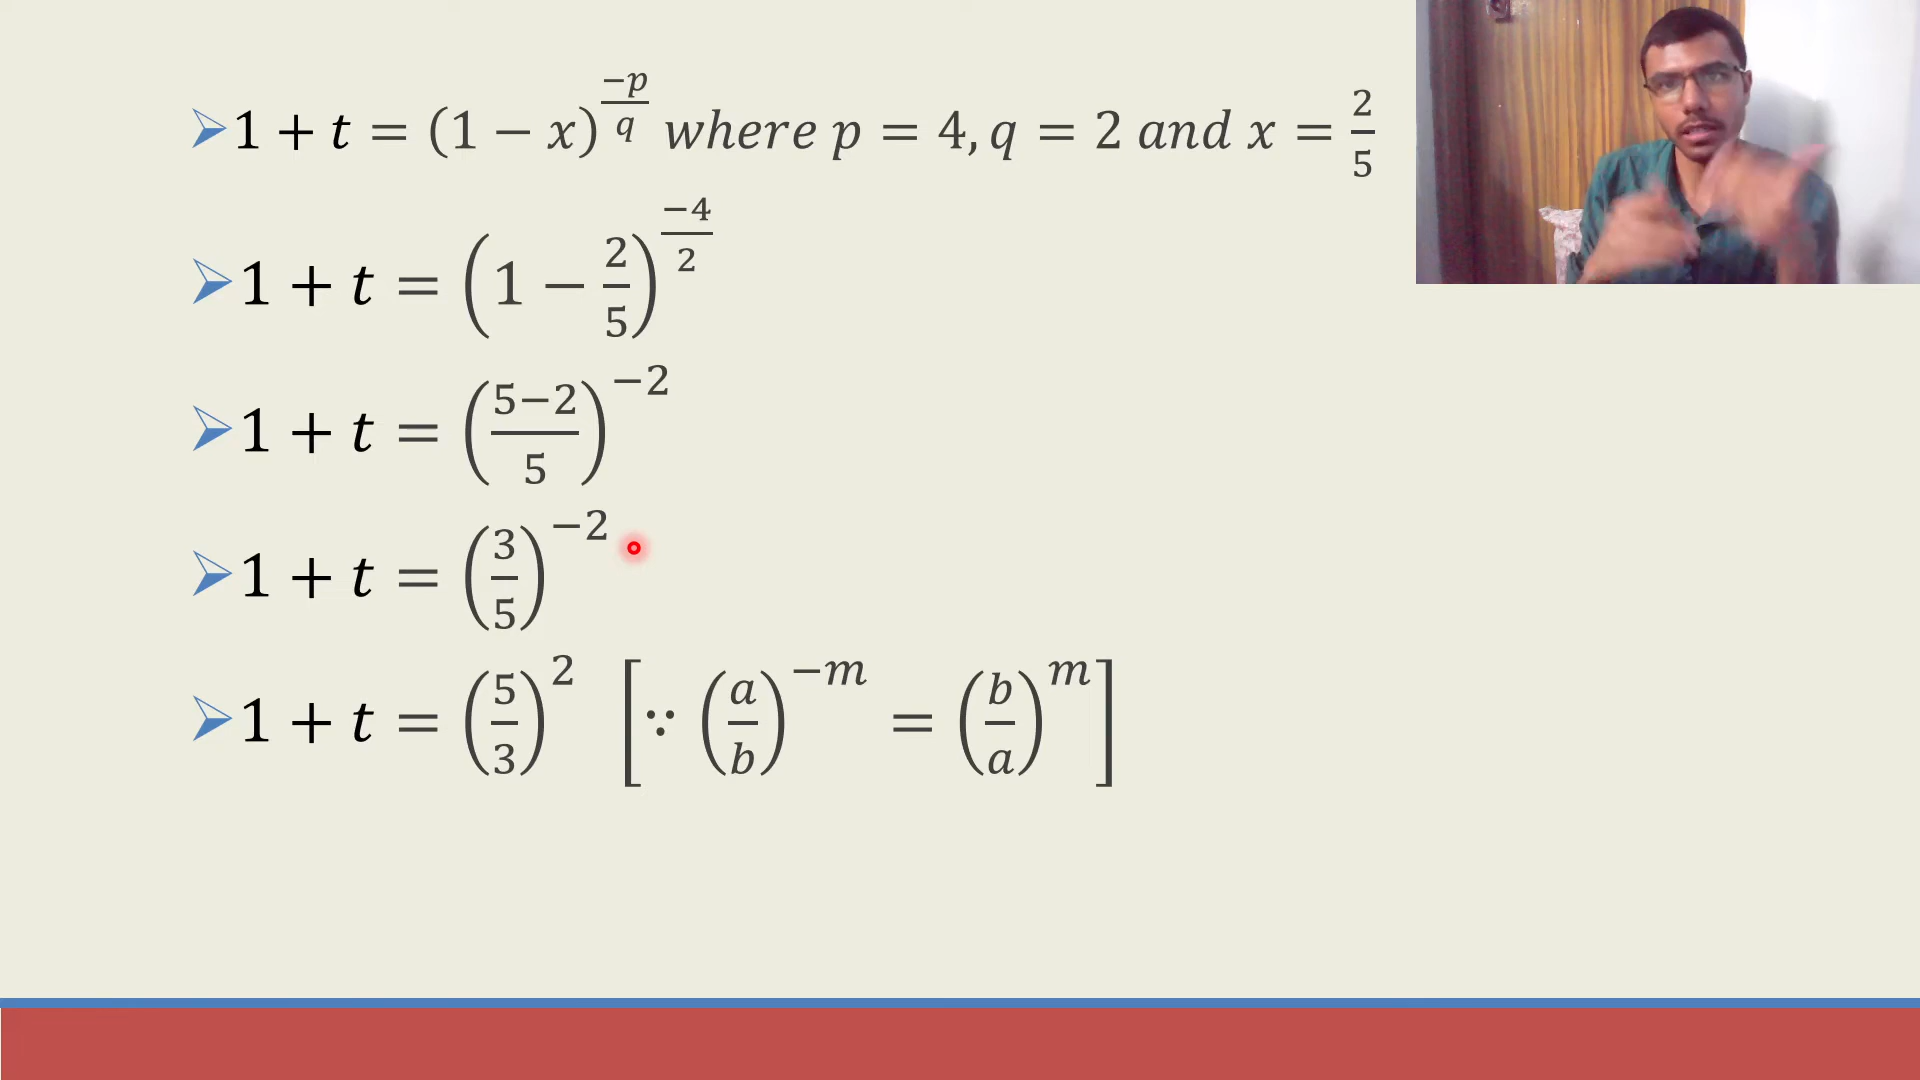 ➢1 + t = (1 − x)^(−p/q) where p = 4, q = 2 and x = 2/5
➢1 + t = (1 − 2/5)^(−4/2)
➢1 + t = ((5−2)/5)^(−2)
➢1 + t = (3/5)^(−2)
➢1 + t = (5/3)^2 [∵ (a/b)^(−m) = (b/a)^m]